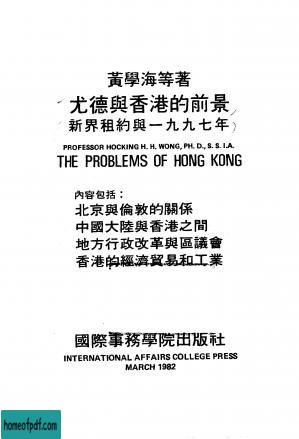 黃學海等著
尤德與香港的前景
新界租約與一九九七年
PROFESSOR HOCKING H. H. WONG, PH. D., S. S. I.A.
THE PROBLEMS OF HONG KONG
內容包括：
北京與倫敦的關係
中國大陸與香港之間
地方行政改革與區議會
香港的經濟貿易和工業
國際事務學院出版社
INTERNATIONAL AFFAIRS COLLEGE PRESS
MARCH 1982
homeofpdf.com